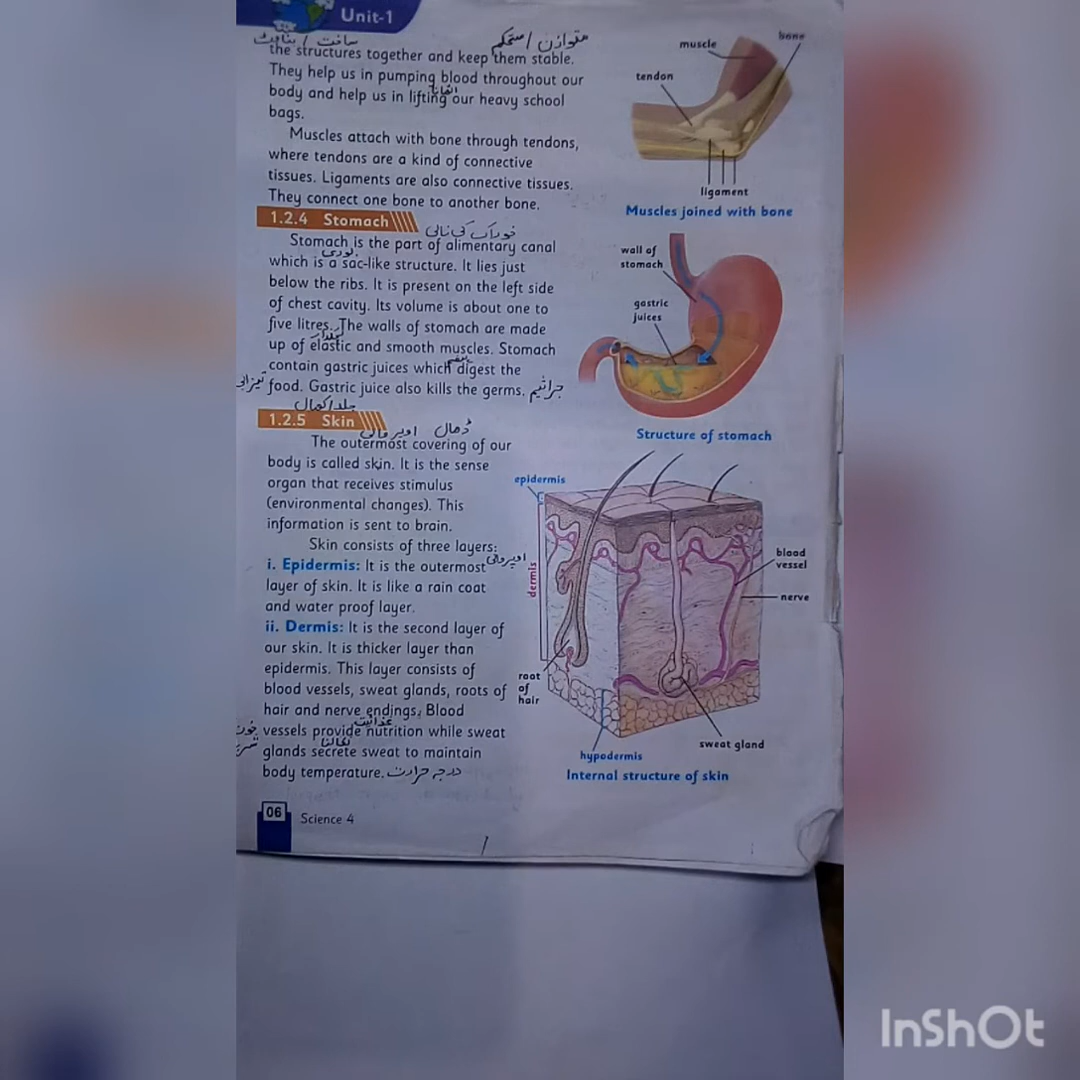 Unit-1
ساخت / بناوٹ
متوازن / مستحکم
the structures together and keep them stable.
They help us in pumping blood throughout our
اٹھانا
body and help us in lifting our heavy school
bags.
Muscles attach with bone through tendons,
where tendons are a kind of connective
tissues. Ligaments are also connective tissues.
They connect one bone to another bone.
muscle
bone
tendon
ligament
Muscles joined with bone
1.2.4 Stomach
خوراک کی نالی
Stomach is the part of alimentary canal
which is a sac-like structure. It lies just
below the ribs. It is present on the left side
of chest cavity. Its volume is about one to
five litres. The walls of stomach are made
up of elastic and smooth muscles. Stomach
contain gastric juices which digest the
food. Gastric juice also kills the germs.
جراثیم
wall of
stomach
gastric
juices
Structure of stomach
1.2.5 Skin
The outermost covering of our
body is called skin. It is the sense
organ that receives stimulus
(environmental changes). This
information is sent to brain.
Skin consists of three layers:
i. Epidermis: It is the outermost
layer of skin. It is like a rain coat
and water proof layer.
ii. Dermis: It is the second layer of
our skin. It is thicker layer than
epidermis. This layer consists of
blood vessels, sweat glands, roots of
hair and nerve endings. Blood
غذائیت
vessels provide nutrition while sweat
glands secrete sweat to maintain
body temperature.
درجہ حرارت
epidermis
dermis
blood
vessel
nerve
root
of
hair
hypodermis
sweat gland
Internal structure of skin
06
Science 4
InShOt